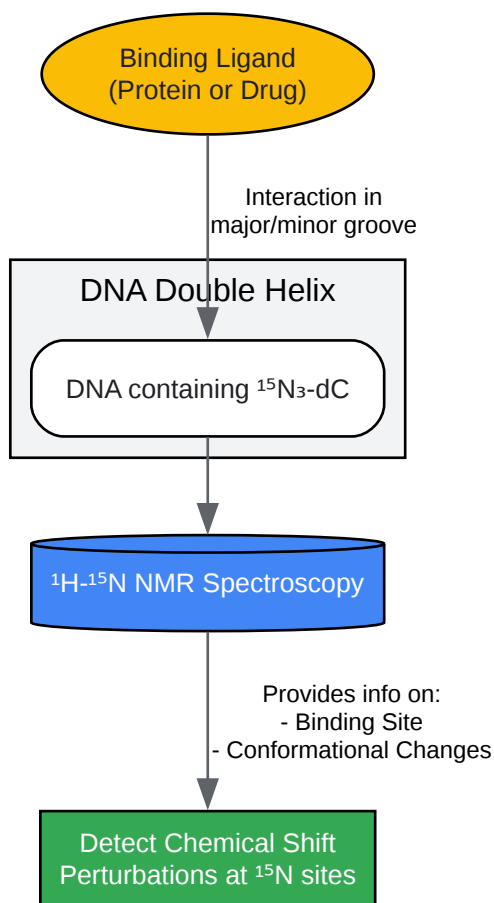 Binding Ligand
(Protein or Drug)
Interaction in
major/minor groove
DNA Double Helix
DNA containing ¹⁵N₃-dC
¹H-¹⁵N NMR Spectroscopy
Provides info on:
- Binding Site
- Conformational Changes
Detect Chemical Shift
Perturbations at ¹⁵N sites